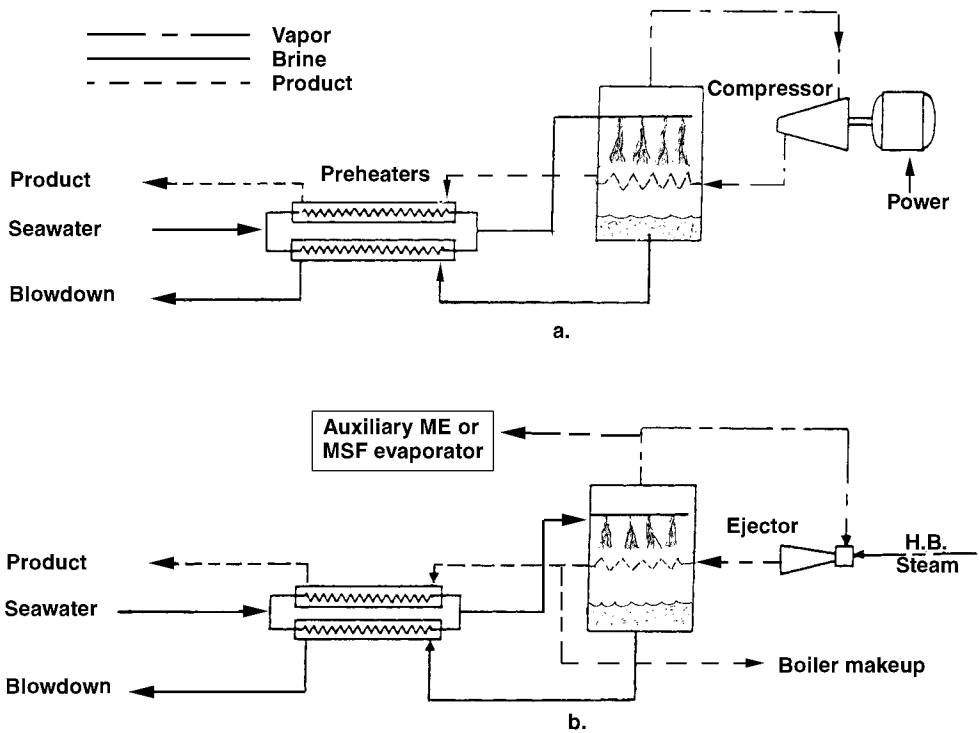 Vapor
Brine
Product
Compressor
Product
Preheaters
Seawater
Power
Blowdown
a.
Auxiliary ME or
MSF evaporator
Ejector
H.B.
Steam
Product
Seawater
Boiler makeup
Blowdown
b.